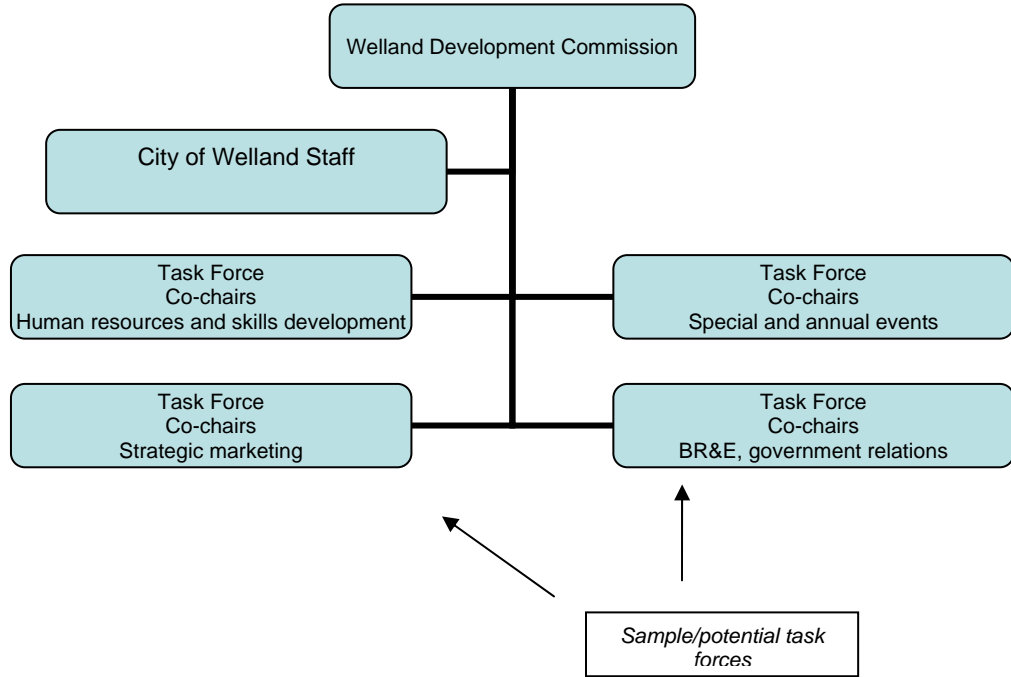 Welland Development Commission
City of Welland Staff
Task Force
Co-chairs
Human resources and skills development
Task Force
Co-chairs
Special and annual events
Task Force
Co-chairs
Strategic marketing
Task Force
Co-chairs
BR&E, government relations
Sample/potential task
forces